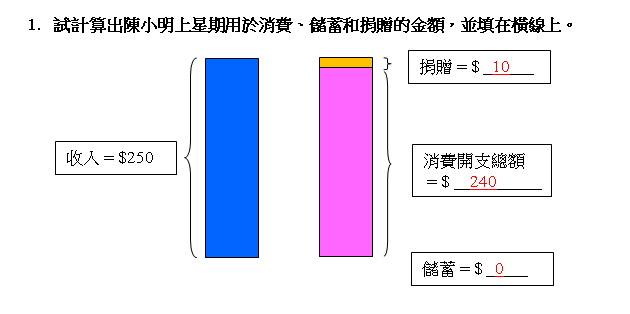 1. 試計算出陳小明上星期用於消費、儲蓄和捐贈的金額，並填在橫線上。
捐贈＝$ 10
收入＝$250
消費開支總額
＝$ 240
儲蓄＝$ 0